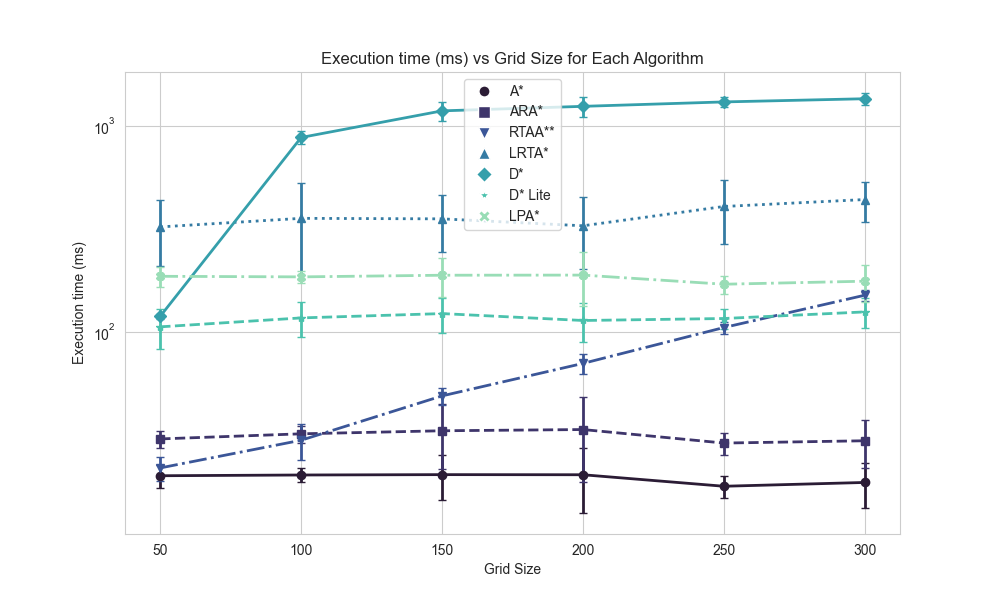 Execution time (ms) vs Grid Size for Each Algorithm
A*
ARA*
RTAA**
LRTA*
D*
D* Lite
LPA*
10³
10²
Execution time (ms)
50 100 150 200 250 300
Grid Size